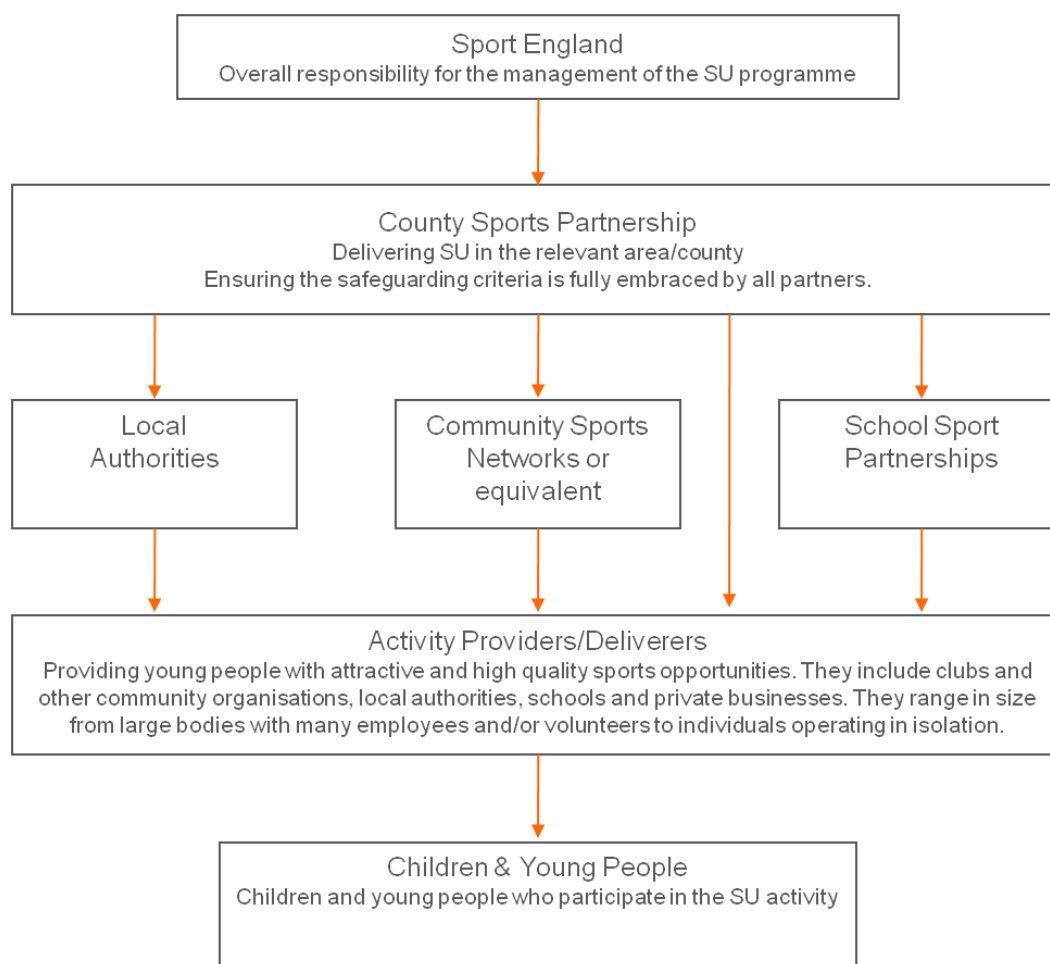 Sport England
Overall responsibility for the management of the SU programme
County Sports Partnership
Delivering SU in the relevant area/county
Ensuring the safeguarding criteria is fully embraced by all partners.
Local
Authorities
Community Sports
Networks or
equivalent
School Sport
Partnerships
Activity Providers/Deliverers
Providing young people with attractive and high quality sports opportunities. They include clubs and
other community organisations, local authorities, schools and private businesses. They range in size
from large bodies with many employees and/or volunteers to individuals operating in isolation.
Children & Young People
Children and young people who participate in the SU activity